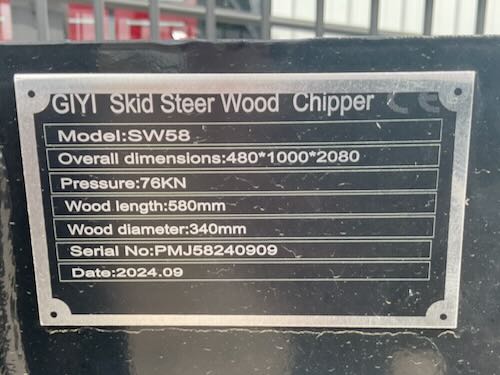 GIYI Skid Steer Wood Chipper CE
Model:SW58
Overall dimensions:480*1000*2080
Pressure:76KN
Wood length:580mm
Wood diameter:340mm
Serial No:PMJ58240909
Date:2024.09